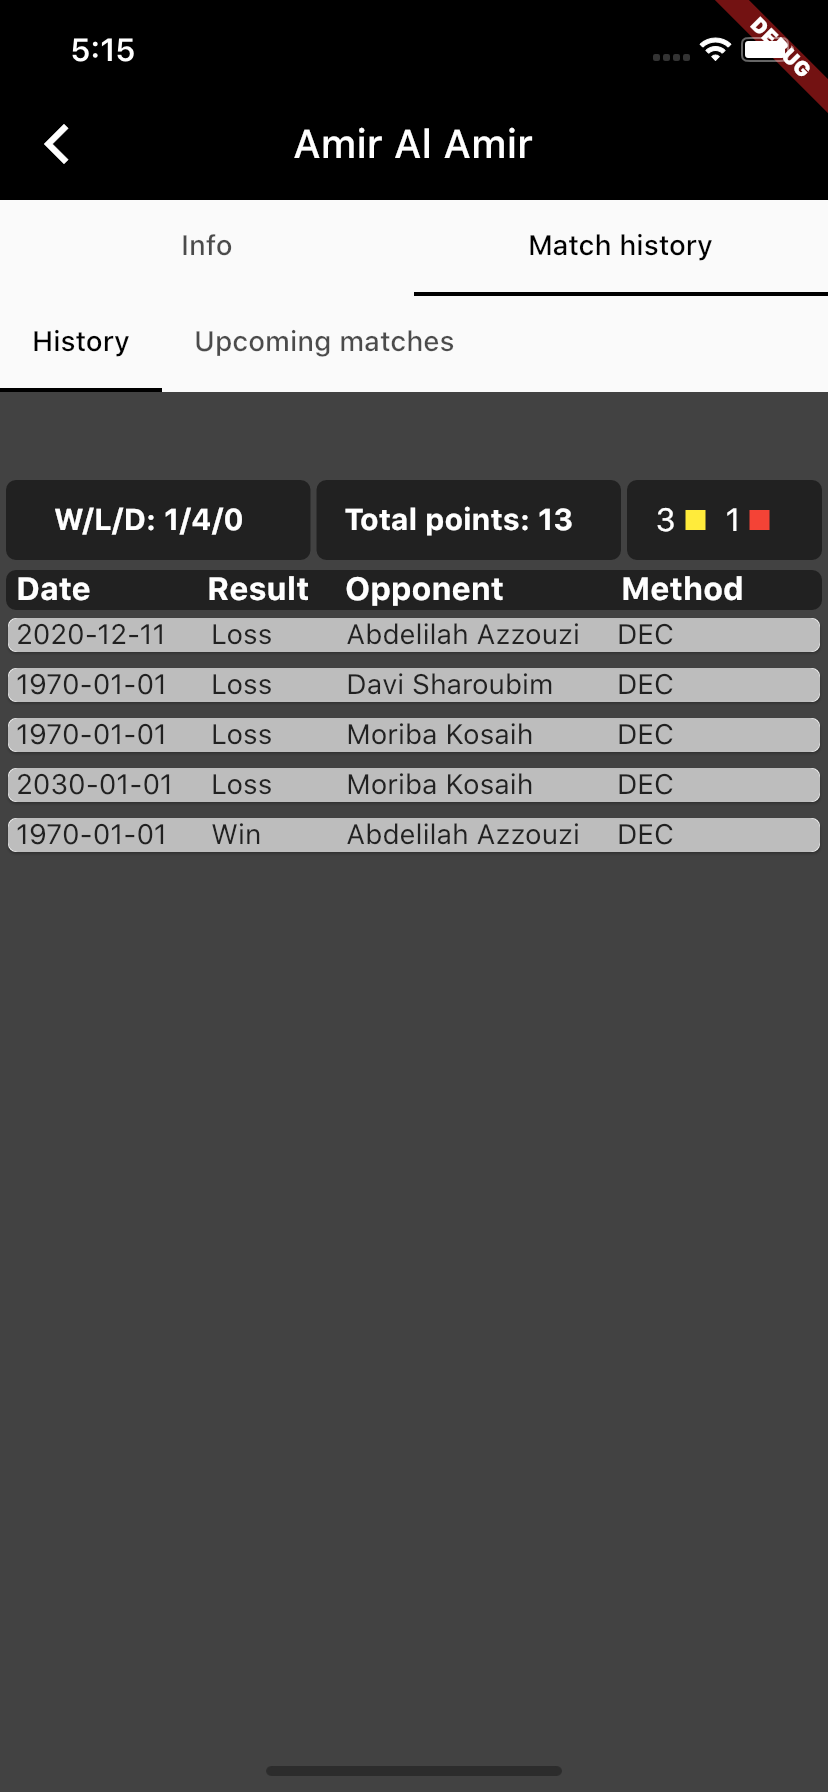 5:15
DEBUG
Amir Al Amir
Info Match history
History Upcoming matches
W/L/D: 1/4/0 Total points: 13 3 1
Date Result Opponent Method
2020-12-11 Loss Abdelilah Azzouzi DEC
1970-01-01 Loss Davi Sharoubim DEC
1970-01-01 Loss Moriba Kosaih DEC
2030-01-01 Loss Moriba Kosaih DEC
1970-01-01 Win Abdelilah Azzouzi DEC